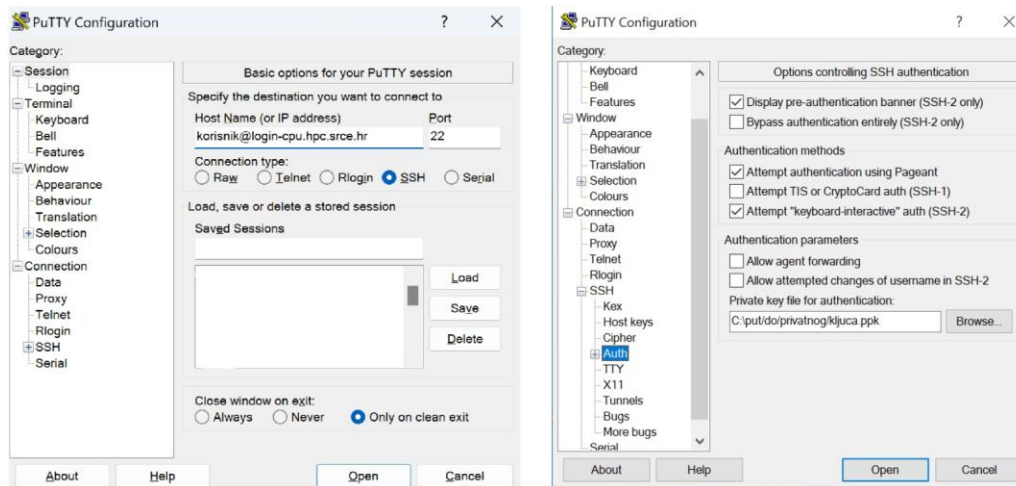 PuTTY Configuration
Category:
Session
Logging
Terminal
Keyboard
Bell
Features
Window
Appearance
Behaviour
Translation
Selection
Colours
Connection
Data
Proxy
Telnet
Rlogin
SSH
Serial
Basic options for your PuTTY session
Specify the destination you want to connect to
Host Name (or IP address) Port
korisnik@login-cpu.hpc.srce.hr 22
Connection type:
Raw Telnet Rlogin SSH Serial
Load, save or delete a stored session
Saved Sessions
Load
Save
Delete
Close window on exit:
Always Never Only on clean exit
About Help Open Cancel
PuTTY Configuration
Category:
Keyboard
Bell
Features
Window
Appearance
Behaviour
Translation
Selection
Colours
Connection
Data
Proxy
Telnet
Rlogin
SSH
Kex
Host keys
Cipher
Auth
TTY
X11
Tunnels
Bugs
More bugs
Serial
Options controlling SSH authentication
Display pre-authentication banner (SSH-2 only)
Bypass authentication entirely (SSH-2 only)
Authentication methods
Attempt authentication using Pageant
Attempt TIS or CryptoCard auth (SSH-1)
Attempt "keyboard-interactive" auth (SSH-2)
Authentication parameters
Allow agent forwarding
Allow attempted changes of username in SSH-2
Private key file for authentication:
C:\put/do/privatnog/kljuca.ppk Browse...
About Help Open Cancel